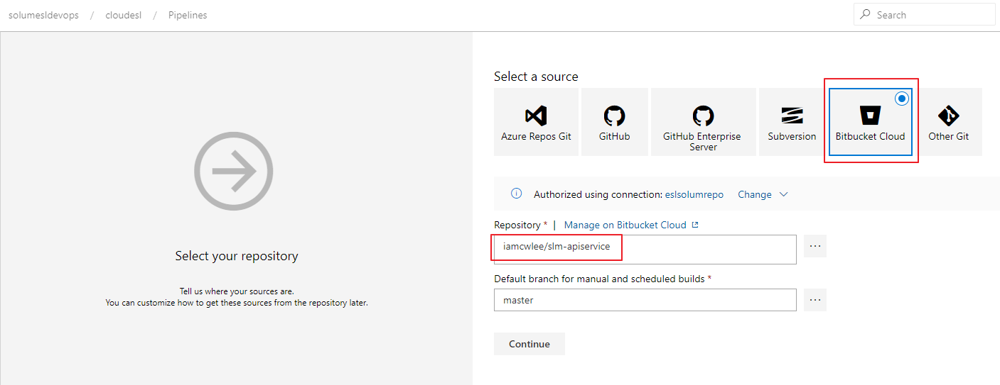 solumesldevops / cloudesl / Pipelines
Search
Select your repository
Tell us where your sources are.
You can customize how to get these sources from the repository later.
Select a source
Azure Repos Git
GitHub
GitHub Enterprise
Server
Subversion
Bitbucket Cloud
Other Git
Authorized using connection: eslsolumrepo Change
Repository * | Manage on Bitbucket Cloud
iamcwlee/slm-apiservice
...
Default branch for manual and scheduled builds *
master
...
Continue